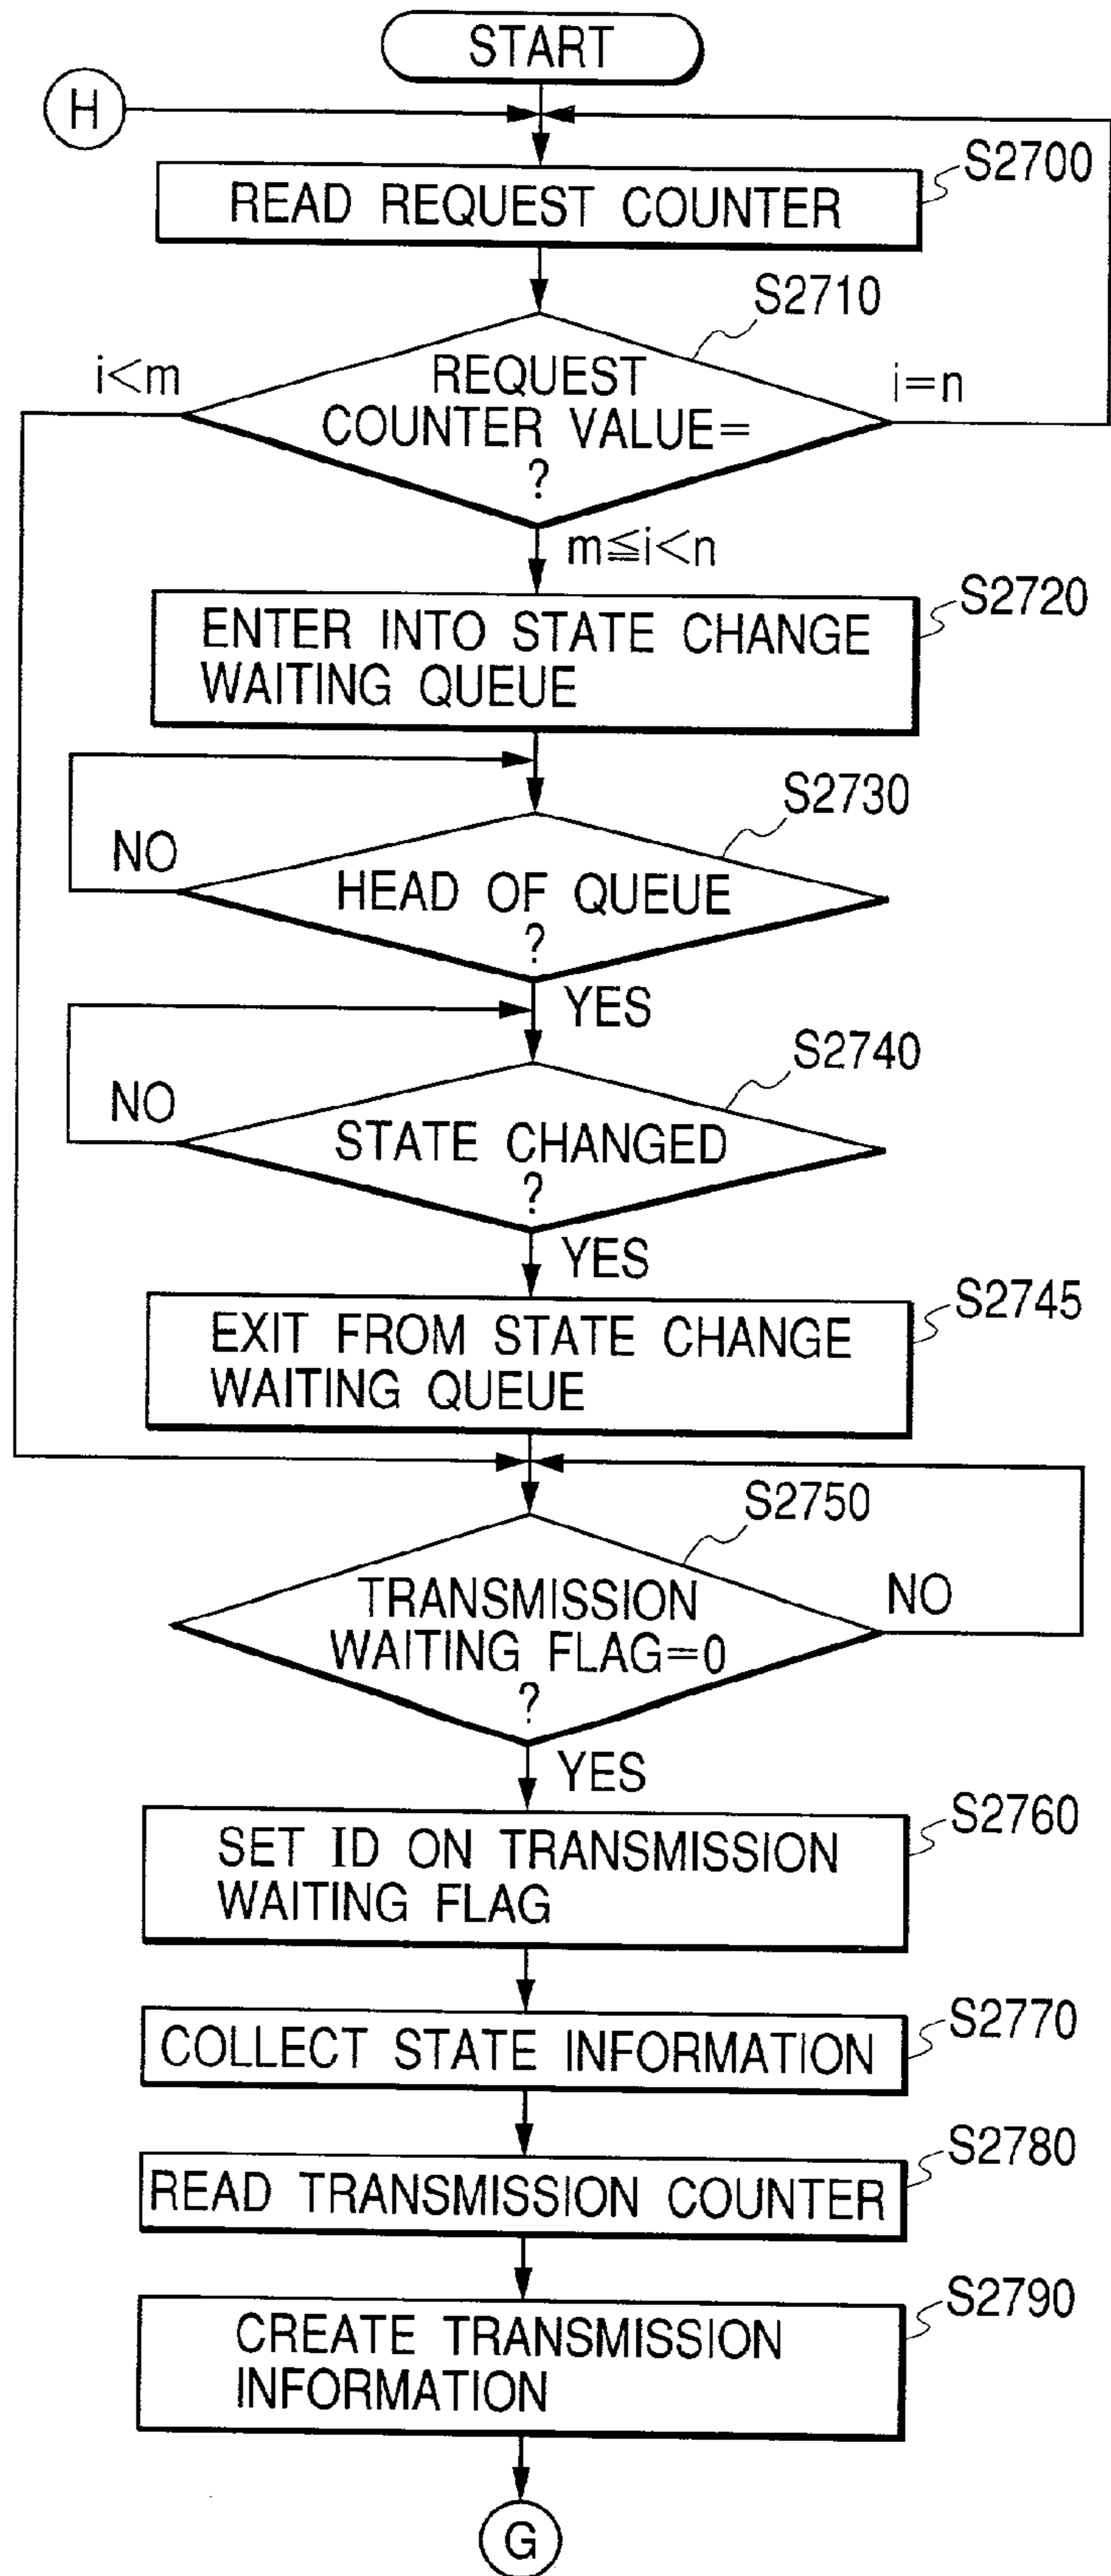 START
H
S2700
READ REQUEST COUNTER
S2710
i<m
REQUEST
COUNTER VALUE=
?
i=n
m≦i<n
S2720
ENTER INTO STATE CHANGE
WAITING QUEUE
S2730
NO
HEAD OF QUEUE
?
YES
S2740
NO
STATE CHANGED
?
YES
S2745
EXIT FROM STATE CHANGE
WAITING QUEUE
S2750
TRANSMISSION
WAITING FLAG=0
?
NO
YES
S2760
SET ID ON TRANSMISSION
WAITING FLAG
S2770
COLLECT STATE INFORMATION
S2780
READ TRANSMISSION COUNTER
S2790
CREATE TRANSMISSION
INFORMATION
G